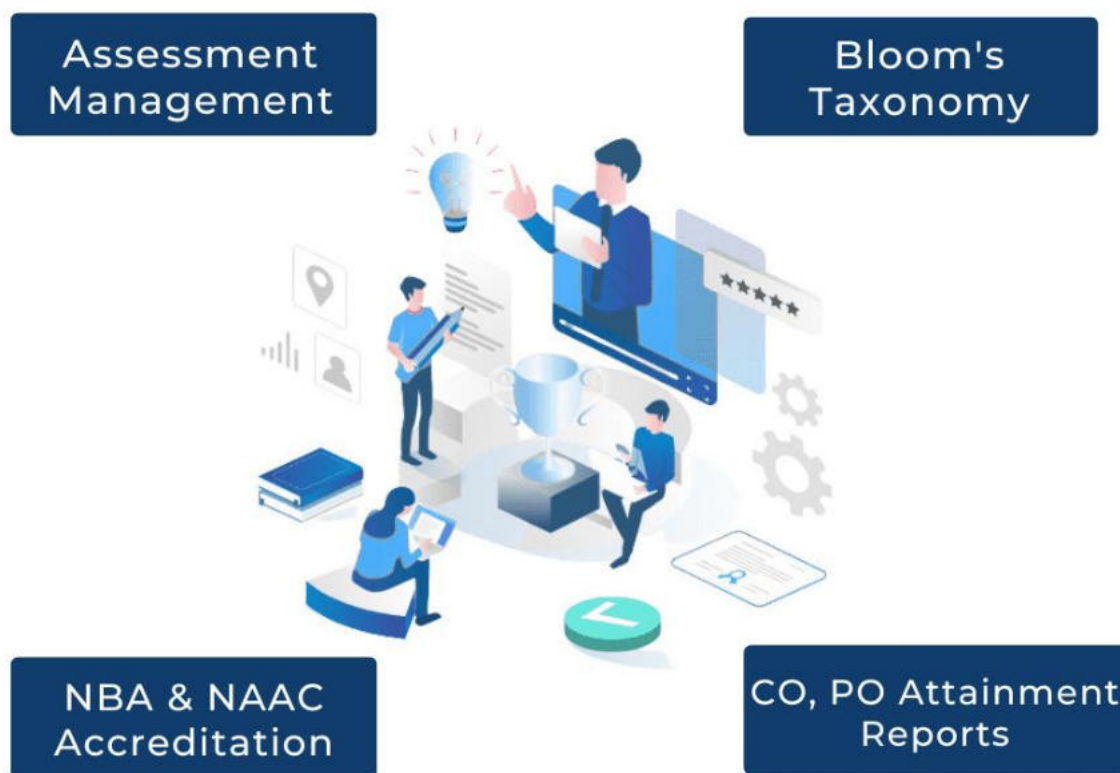 Assessment
Management
Bloom's
Taxonomy
NBA & NAAC
Accreditation
CO, PO Attainment
Reports